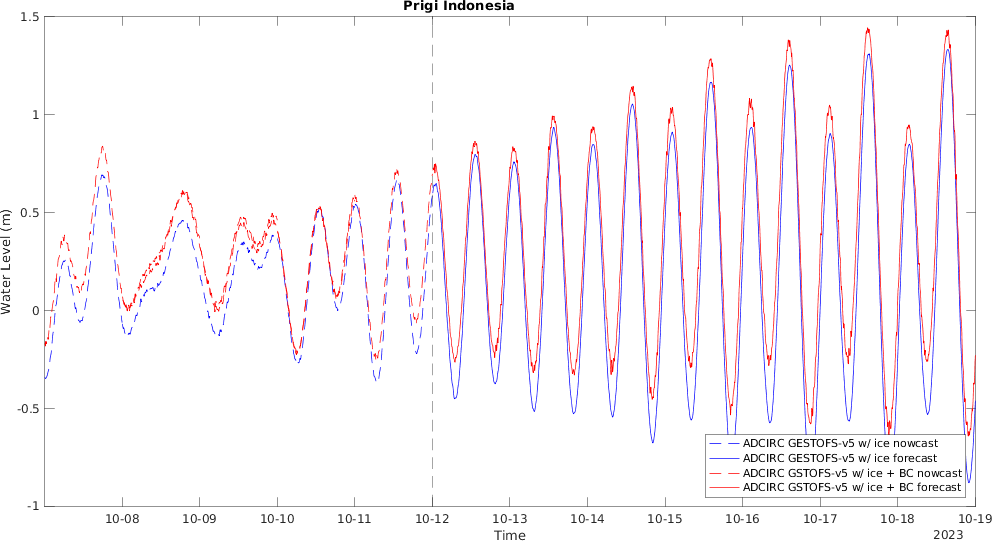 Prigi Indonesia
Water Level (m)
1.5
1
0.5
0
-0.5
-1
10-08 10-09 10-10 10-11 10-12 10-13 10-14 10-15 10-16 10-17 10-18 10-19
Time
2023
ADCIRC GESTOFS-v5 w/ ice nowcast
ADCIRC GESTOFS-v5 w/ ice forecast
ADCIRC GSTOFS-v5 w/ ice + BC nowcast
ADCIRC GSTOFS-v5 w/ ice + BC forecast